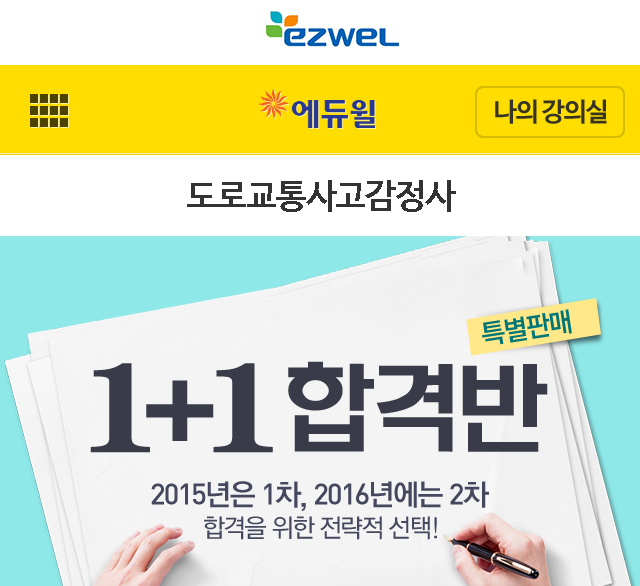 ezwel
에듀윌
나의 강의실
도로교통사고감정사
특별판매
1+1 합격반
2015년은 1차, 2016년에는 2차
합격을 위한 전략적 선택!